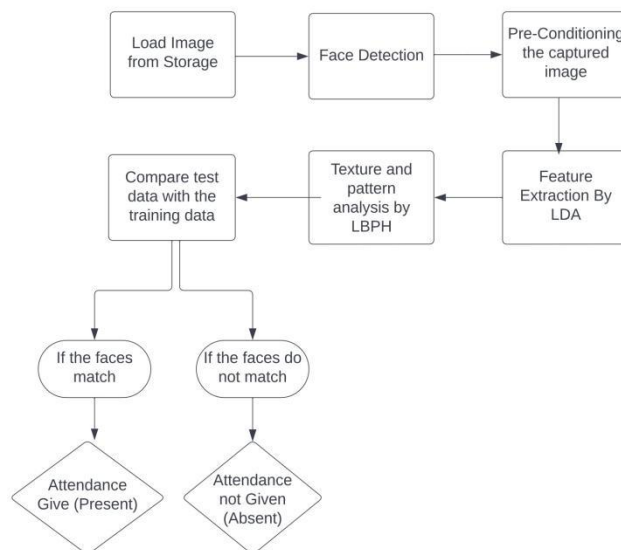 Load Image
from Storage
Face Detection
Pre-Conditioning
the captured
image
Feature
Extraction By
LDA
Texture and
pattern
analysis by
LBPH
Compare test
data with the
training data
If the faces
match
If the faces do
not match
Attendance
Give (Present)
Attendance
not Given
(Absent)